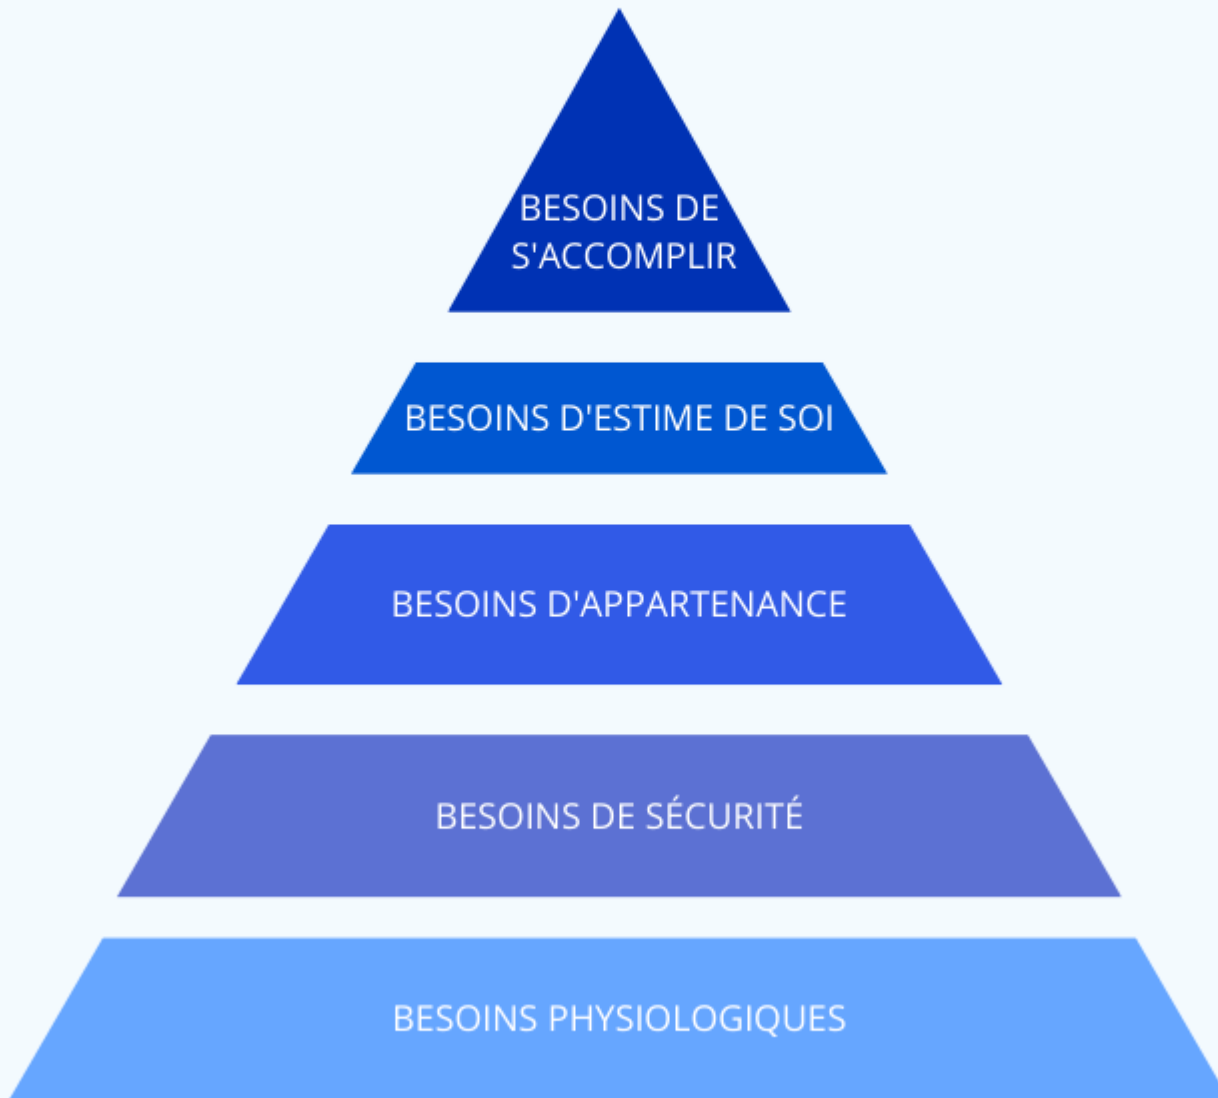 BESOINS DE
S'ACCOMPLIR
BESOINS D'ESTIME DE SOI
BESOINS D'APPARTENANCE
BESOINS DE SÉCURITÉ
BESOINS PHYSIOLOGIQUES